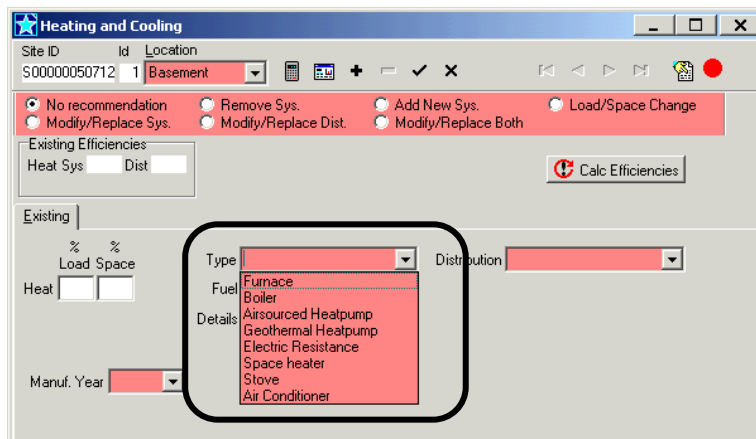 Heating and Cooling
Site ID Id Location
S00000050712 1 Basement
No recommendation Remove Sys. Add New Sys. Load/Space Change
Modify/Replace Sys. Modify/Replace Dist. Modify/Replace Both
Existing Efficiencies
Heat Sys Dist
Calc Efficiencies
Existing
% %
Load Space
Heat
Type
Distribution
Fuel
Details
Furnace
Boiler
Airsourced Heatpump
Geothermal Heatpump
Electric Resistance
Space heater
Stove
Air Conditioner
Manuf. Year